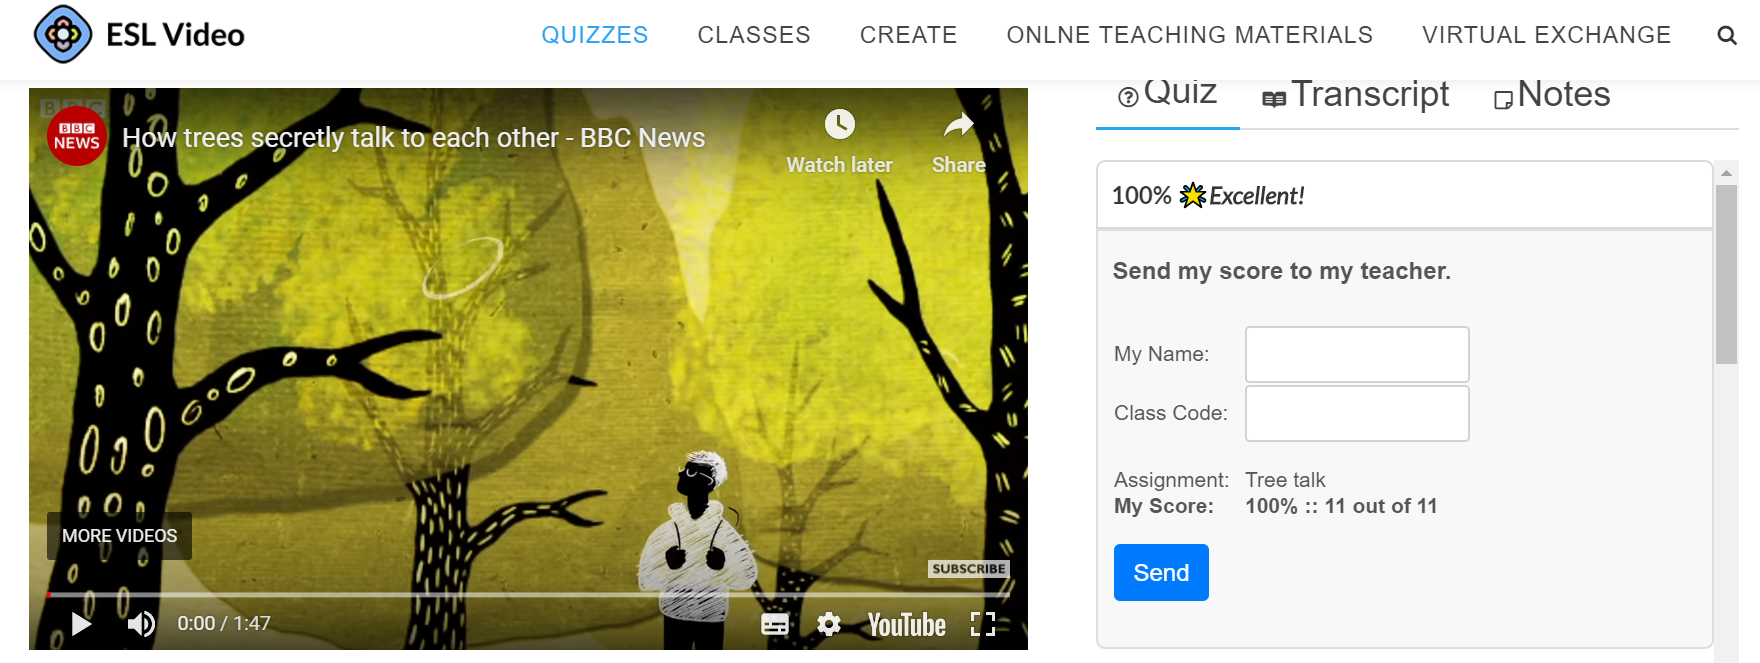 ESL Video
QUIZZES CLASSES CREATE ONLNE TEACHING MATERIALS VIRTUAL EXCHANGE
BBC
BBC
NEWS
How trees secretly talk to each other - BBC News
Watch later
Share
MORE VIDEOS
SUBSCRIBE
0:00 / 1:47
YouTube
Quiz Transcript Notes
100% Excellent!
Send my score to my teacher.
My Name:
Class Code:
Assignment: Tree talk
My Score: 100% :: 11 out of 11
Send